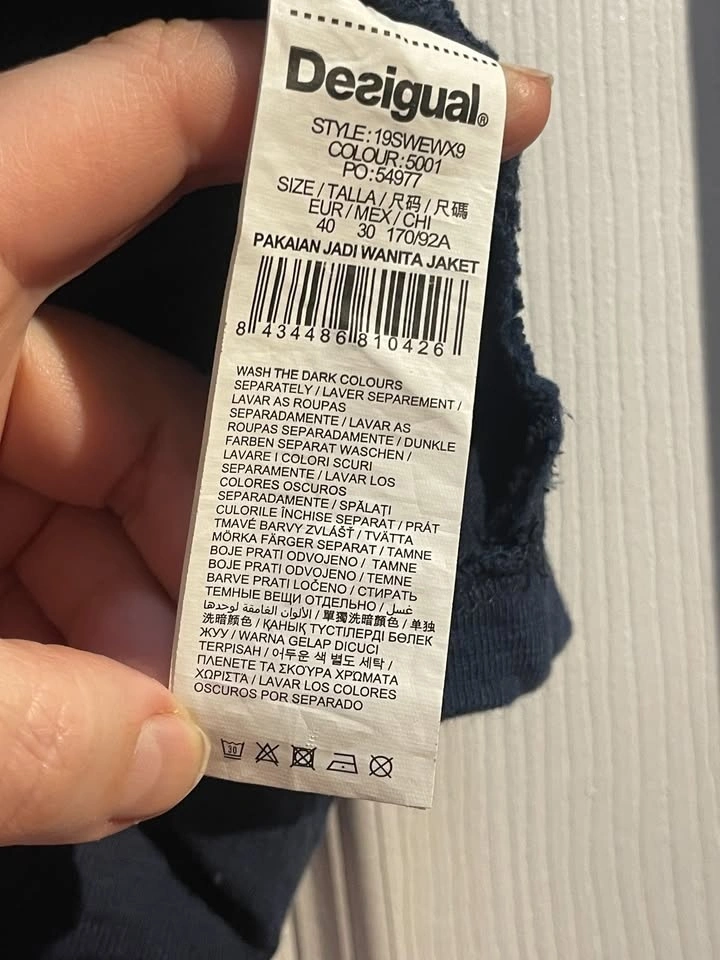 Desigual®
STYLE:19SWEWX9
COLOUR:5001
PO:54977
SIZE / TALLA / 尺码 / 尺碼
EUR / MEX / CHI
40 30 170/92A
PAKAIAN JADI WANITA JAKET
8 434486 810426
WASH THE DARK COLOURS
SEPARATELY / LAVER SEPAREMENT /
LAVAR AS ROUPAS
SEPARADAMENTE / LAVAR AS
ROUPAS SEPARADAMENTE / DUNKLE
FARBEN SEPARAT WASCHEN /
LAVARE I COLORI SCURI
SEPARAMENTE / LAVAR LOS
COLORES OSCUROS
SEPARADAMENTE / SPĂLAȚI
CULORILE ÎNCHISE SEPARAT / PRÁT
TMAVÉ BARVY ZVLÁŠŤ / TVÄTTA
MÖRKA FÄRGER SEPARAT / TAMNE
BOJE PRATI ODVOJENO / TAMNE
BOJE PRATI ODVOJENO / TEMNE
BARVE PRATI LOČENO / СТИРАТЬ
ТЕМНЫЕ ВЕЩИ ОТДЕЛЬНО / غسل
الألوان الغامقة لوحدها / 單獨洗暗顏色 / 单独
洗暗顏色 / ҚАНЫҚ ТҮСТІЛЕРДІ БӨЛЕК
ЖУУ / WARNA GELAP DICUCI
TERPISAH / 어두운 색 별도 세탁 /
ΠΛΕΝΕΤΕ ΤΑ ΣΚΟΥΡΑ ΧΡΩΜΑΤΑ
ΧΩΡΙΣΤΑ / LAVAR LOS COLORES
OSCUROS POR SEPARADO
30